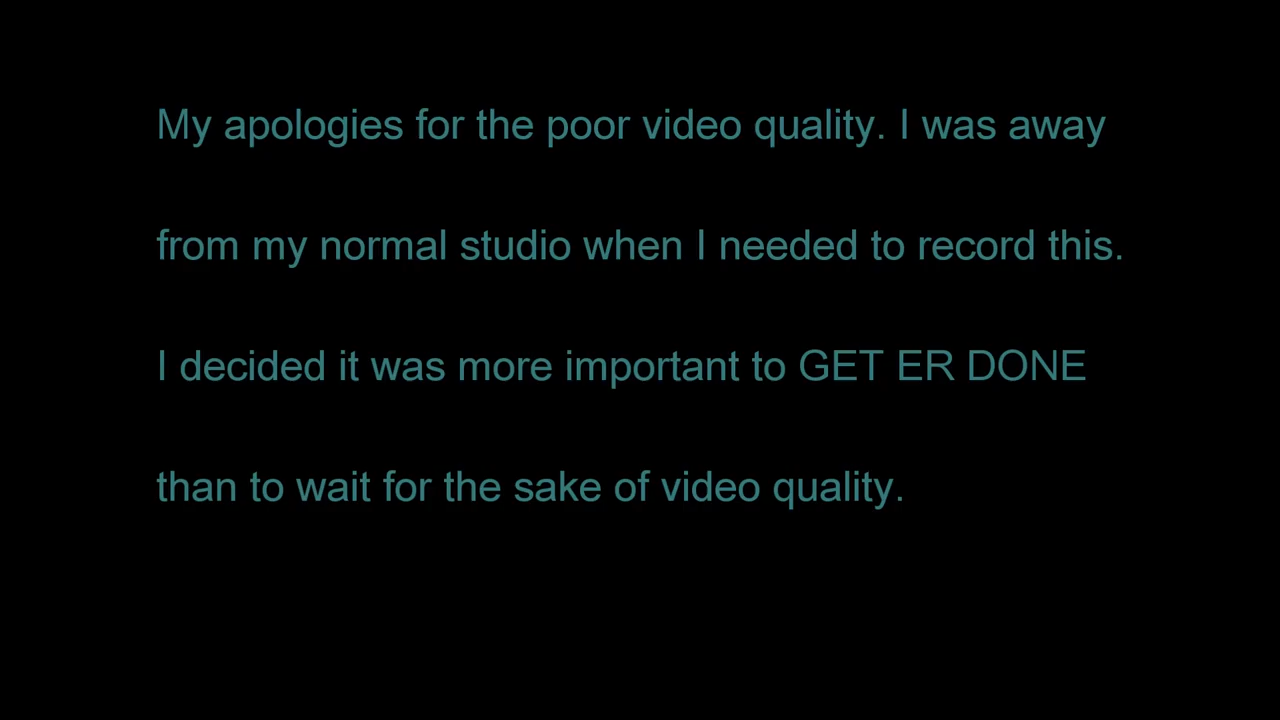 My apologies for the poor video quality. I was away
from my normal studio when I needed to record this.
I decided it was more important to GET ER DONE
than to wait for the sake of video quality.